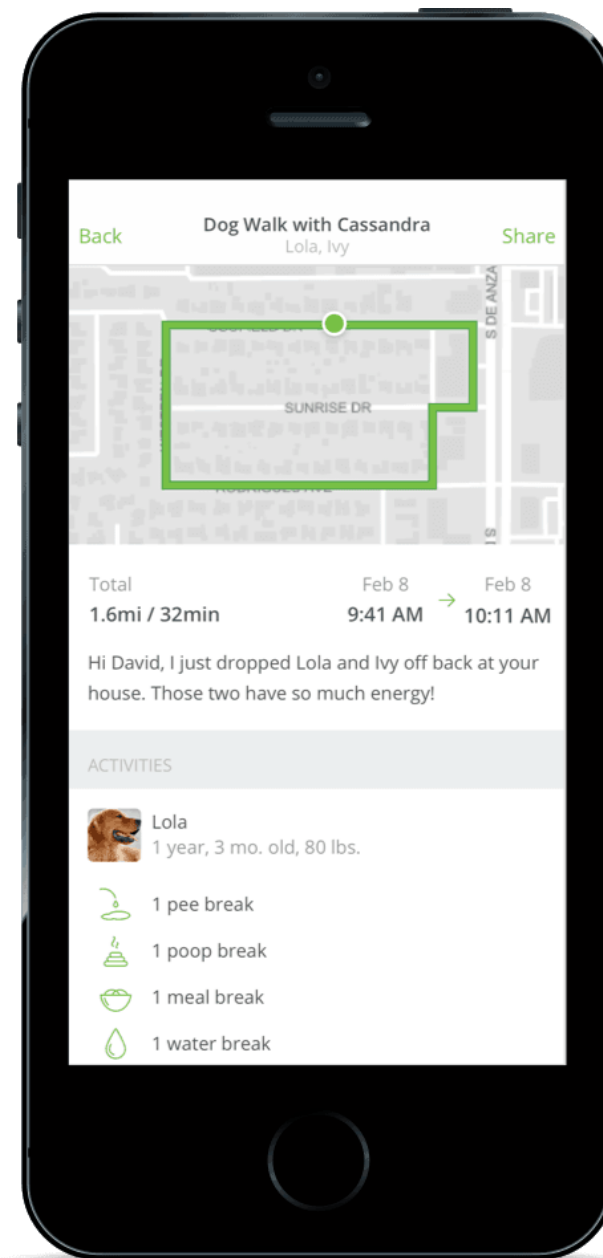 Back
Dog Walk with Cassandra
Share
Lola, Ivy
S DE ANZA
SUNRISE DR
Total
Feb 8
Feb 8
1.6mi / 32min
9:41 AM → 10:11 AM
Hi David, I just dropped Lola and Ivy off back at your
house. Those two have so much energy!
ACTIVITIES
Lola
1 year, 3 mo. old, 80 lbs.
1 pee break
1 poop break
1 meal break
1 water break